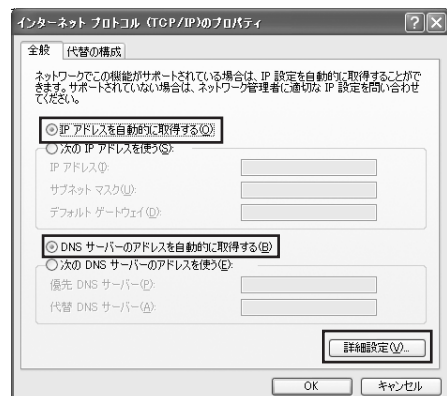 インターネット プロトコル (TCP/IP)のプロパティ
全般
代替の構成
ネットワークでこの機能がサポートされている場合は、IP 設定を自動的に取得することがで
きます。サポートされていない場合は、ネットワーク管理者に適切な IP 設定を問い合わせ
てください。
IP アドレスを自動的に取得する(O)
次の IP アドレスを使う(S):
IP アドレス(I):
サブネット マスク(U):
デフォルト ゲートウェイ(D):
DNS サーバーのアドレスを自動的に取得する(B)
次の DNS サーバーのアドレスを使う(E):
優先 DNS サーバー(P):
代替 DNS サーバー(A):
詳細設定(V)...
OK
キャンセル